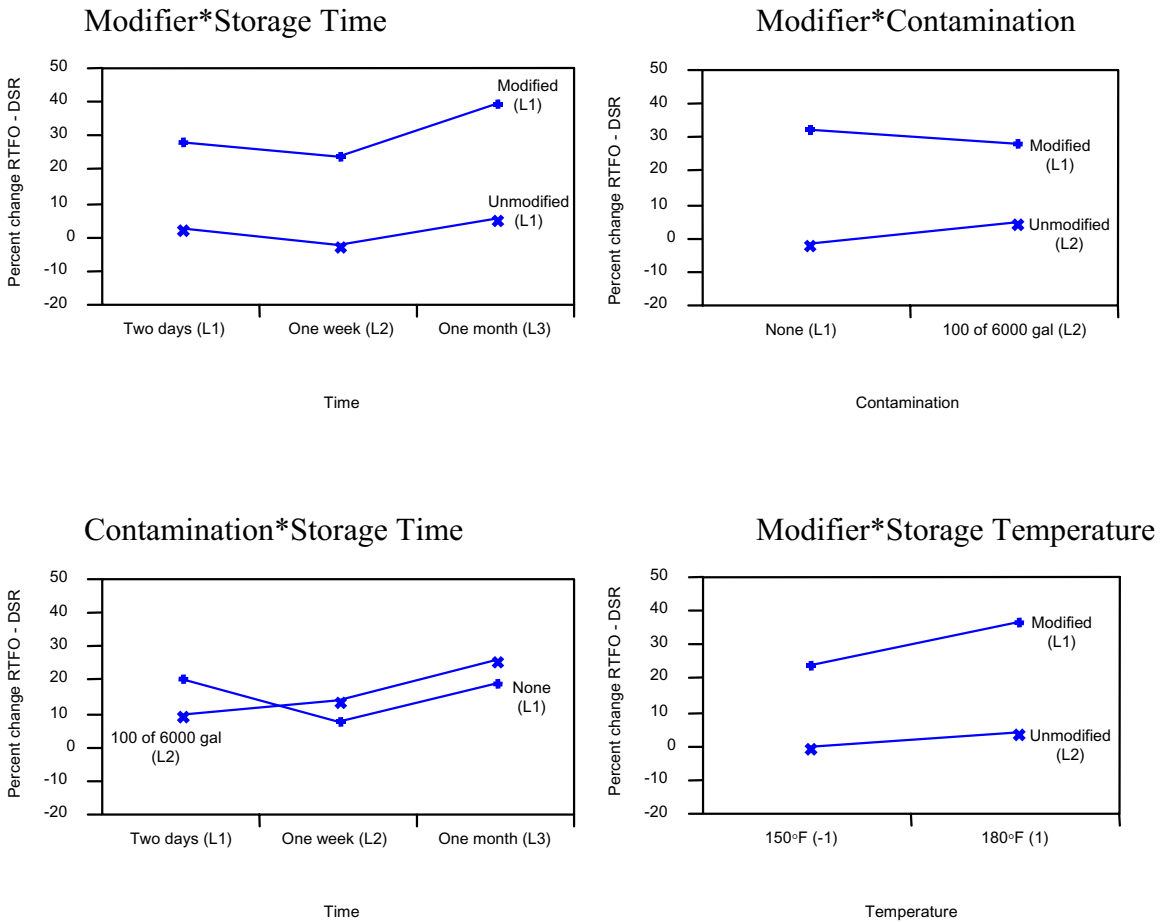 Modifier*Storage Time
Percent change RTFO - DSR
50
40
30
20
10
0
-10
-20
Modified
(L1)
Unmodified
(L1)
Two days (L1)
One week (L2)
One month (L3)
Time
Modifier*Contamination
Percent change RTFO - DSR
50
40
30
20
10
0
-10
-20
Modified
(L1)
Unmodified
(L2)
None (L1)
100 of 6000 gal (L2)
Contamination
Contamination*Storage Time
Percent change RTFO - DSR
50
40
30
20
10
0
-10
-20
100 of 6000 gal
(L2)
None
(L1)
Two days (L1)
One week (L2)
One month (L3)
Time
Modifier*Storage Temperature
Percent change RTFO - DSR
50
40
30
20
10
0
-10
-20
Modified
(L1)
Unmodified
(L2)
150°F (-1)
180°F (1)
Temperature